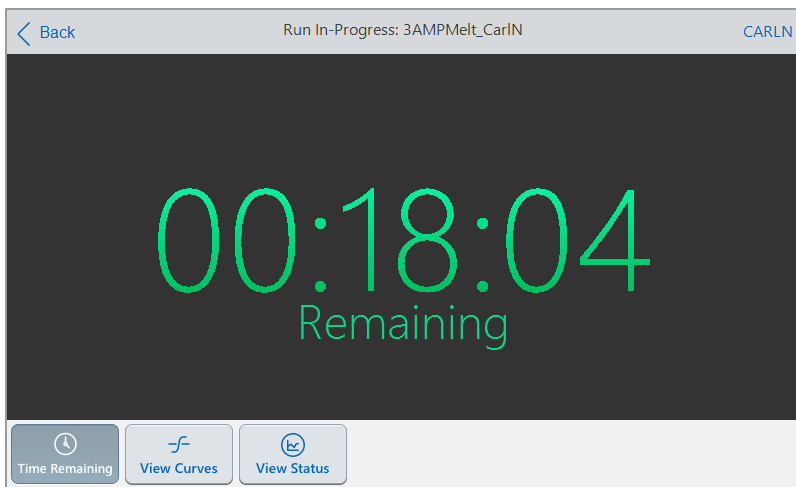 Back
Run In-Progress: 3AMPMelt_CarlN
CARLN
00:18:04
Remaining
Time Remaining
View Curves
View Status